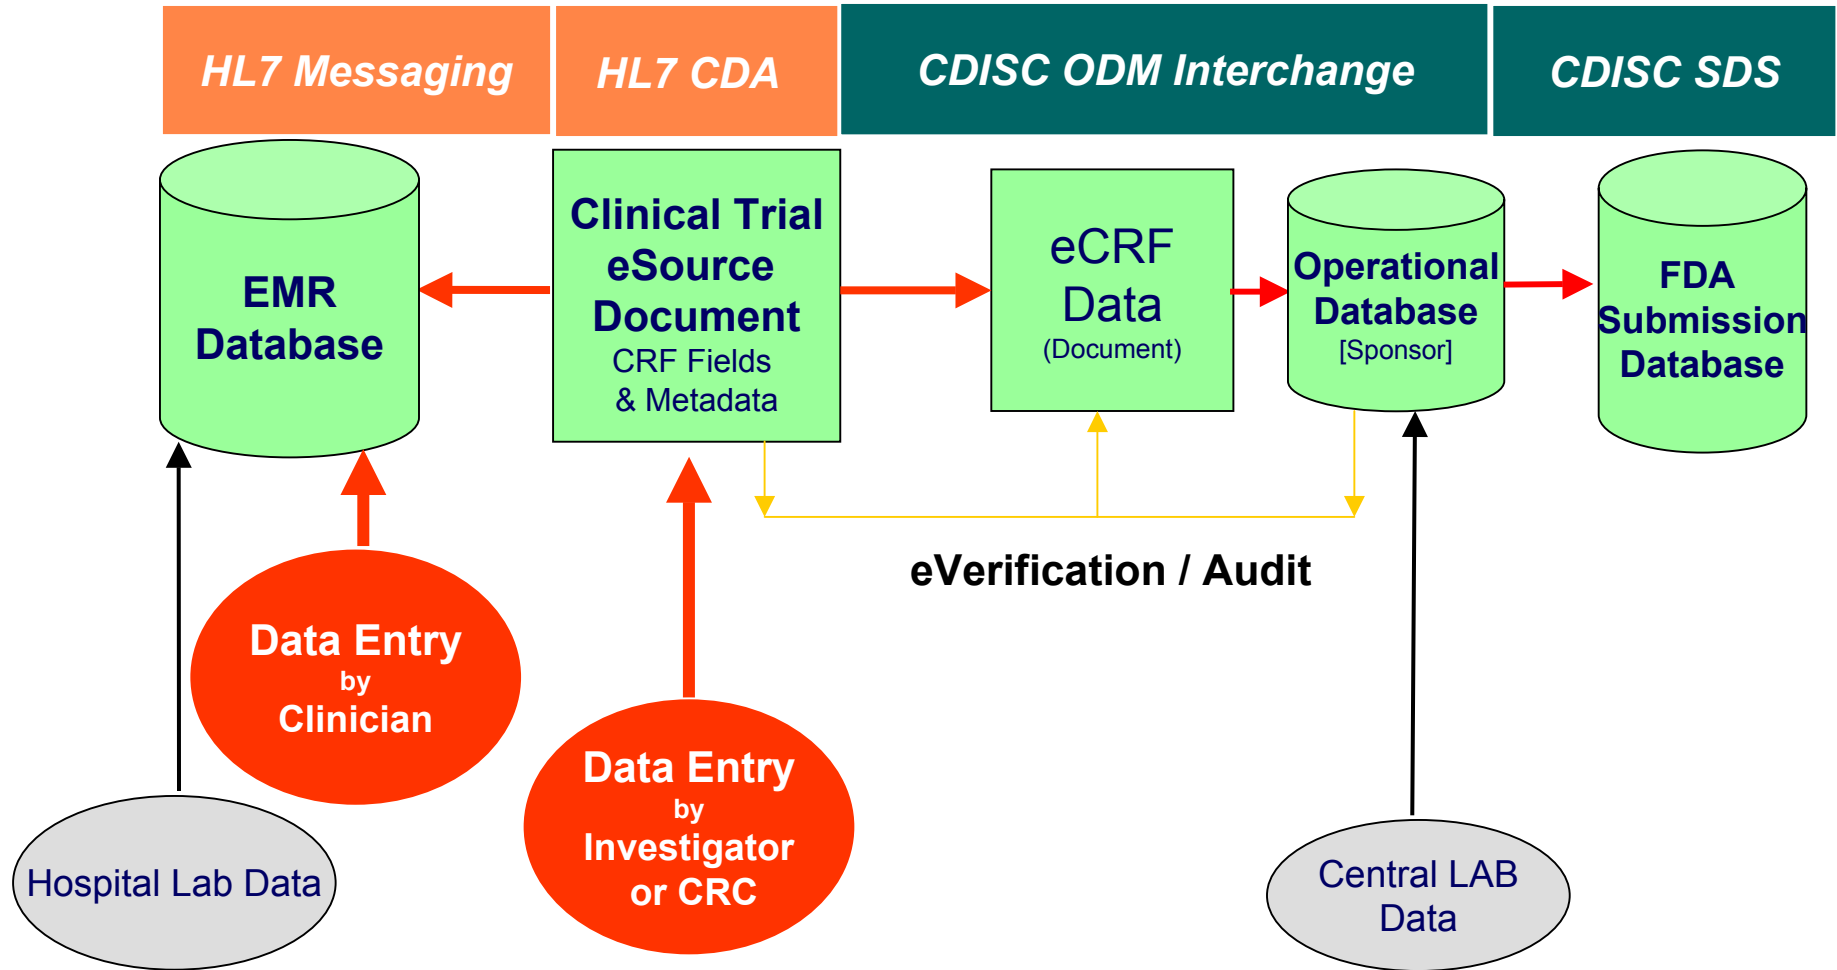 HL7 Messaging
HL7 CDA
CDISC ODM Interchange
CDISC SDS
EMR
Database
Clinical Trial
eSource
Document
CRF Fields
& Metadata
eCRF
Data
(Document)
Operational
Database
[Sponsor]
FDA
Submission
Database
eVerification / Audit
Data Entry
by
Clinician
Data Entry
by
Investigator
or CRC
Hospital Lab Data
Central LAB
Data